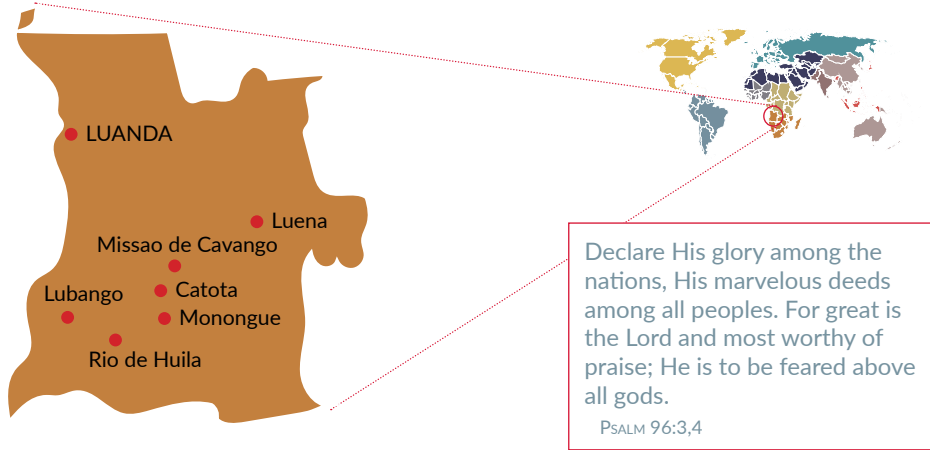 LUANDA
Luena
Missao de Cavango
Catota
Lubango
Monongue
Rio de Huila
Declare His glory among the
nations, His marvelous deeds
among all peoples. For great is
the Lord and most worthy of
praise; He is to be feared above
all gods.
Psalm 96:3,4